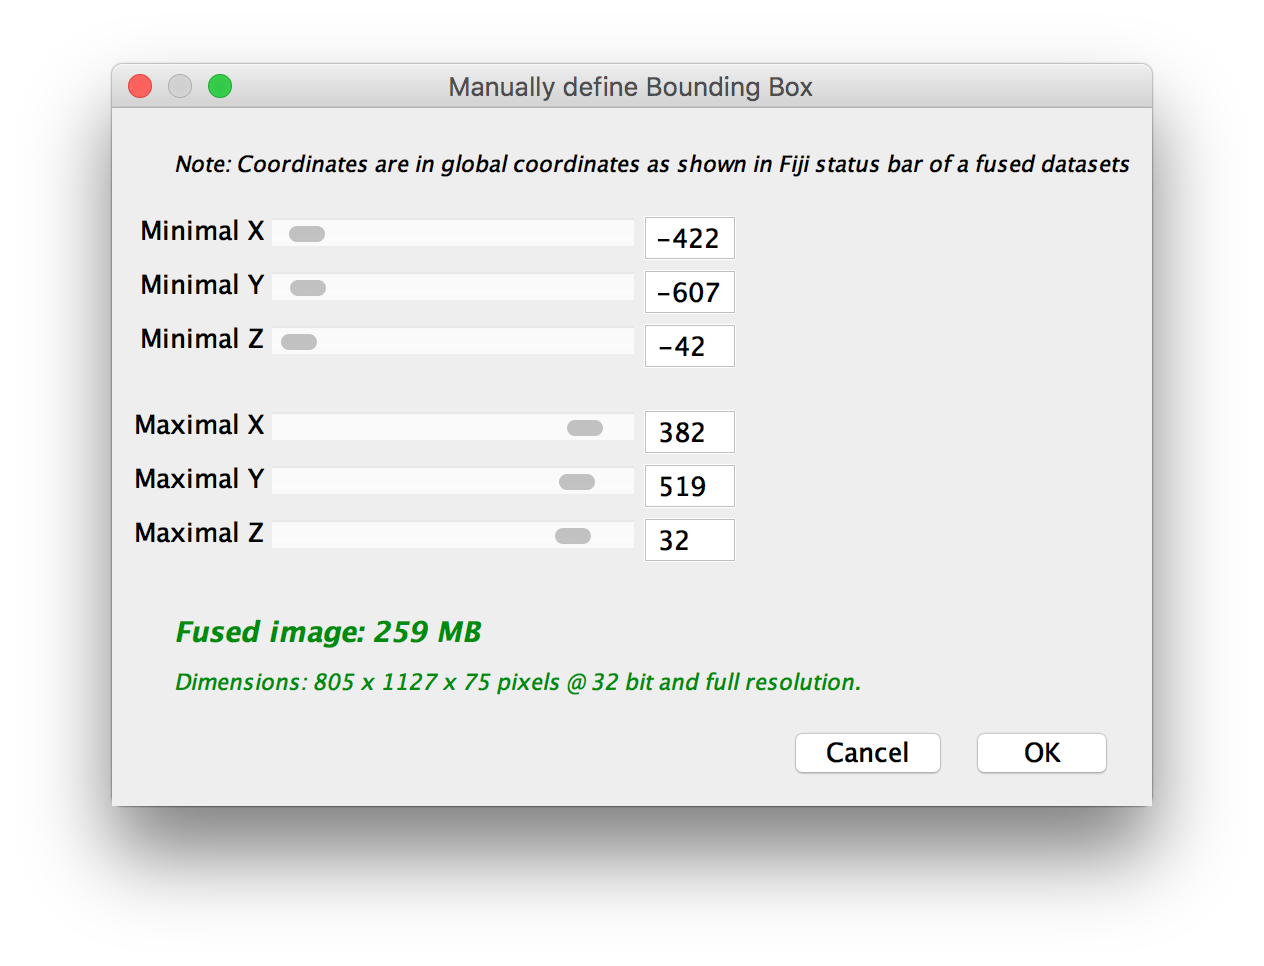 Manually define Bounding Box
Note: Coordinates are in global coordinates as shown in Fiji status bar of a fused datasets
Minimal X -422
Minimal Y -607
Minimal Z -42
Maximal X 382
Maximal Y 519
Maximal Z 32
Fused image: 259 MB
Dimensions: 805 x 1127 x 75 pixels @ 32 bit and full resolution.
Cancel OK